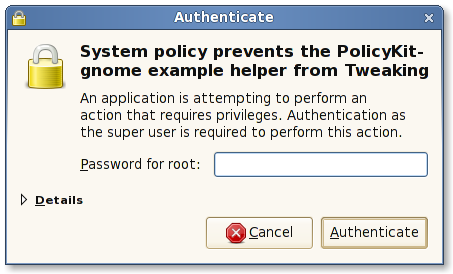 Authenticate
System policy prevents the PolicyKit-
gnome example helper from Tweaking
An application is attempting to perform an
action that requires privileges. Authentication as
the super user is required to perform this action.
Password for root:
Details
Cancel Authenticate